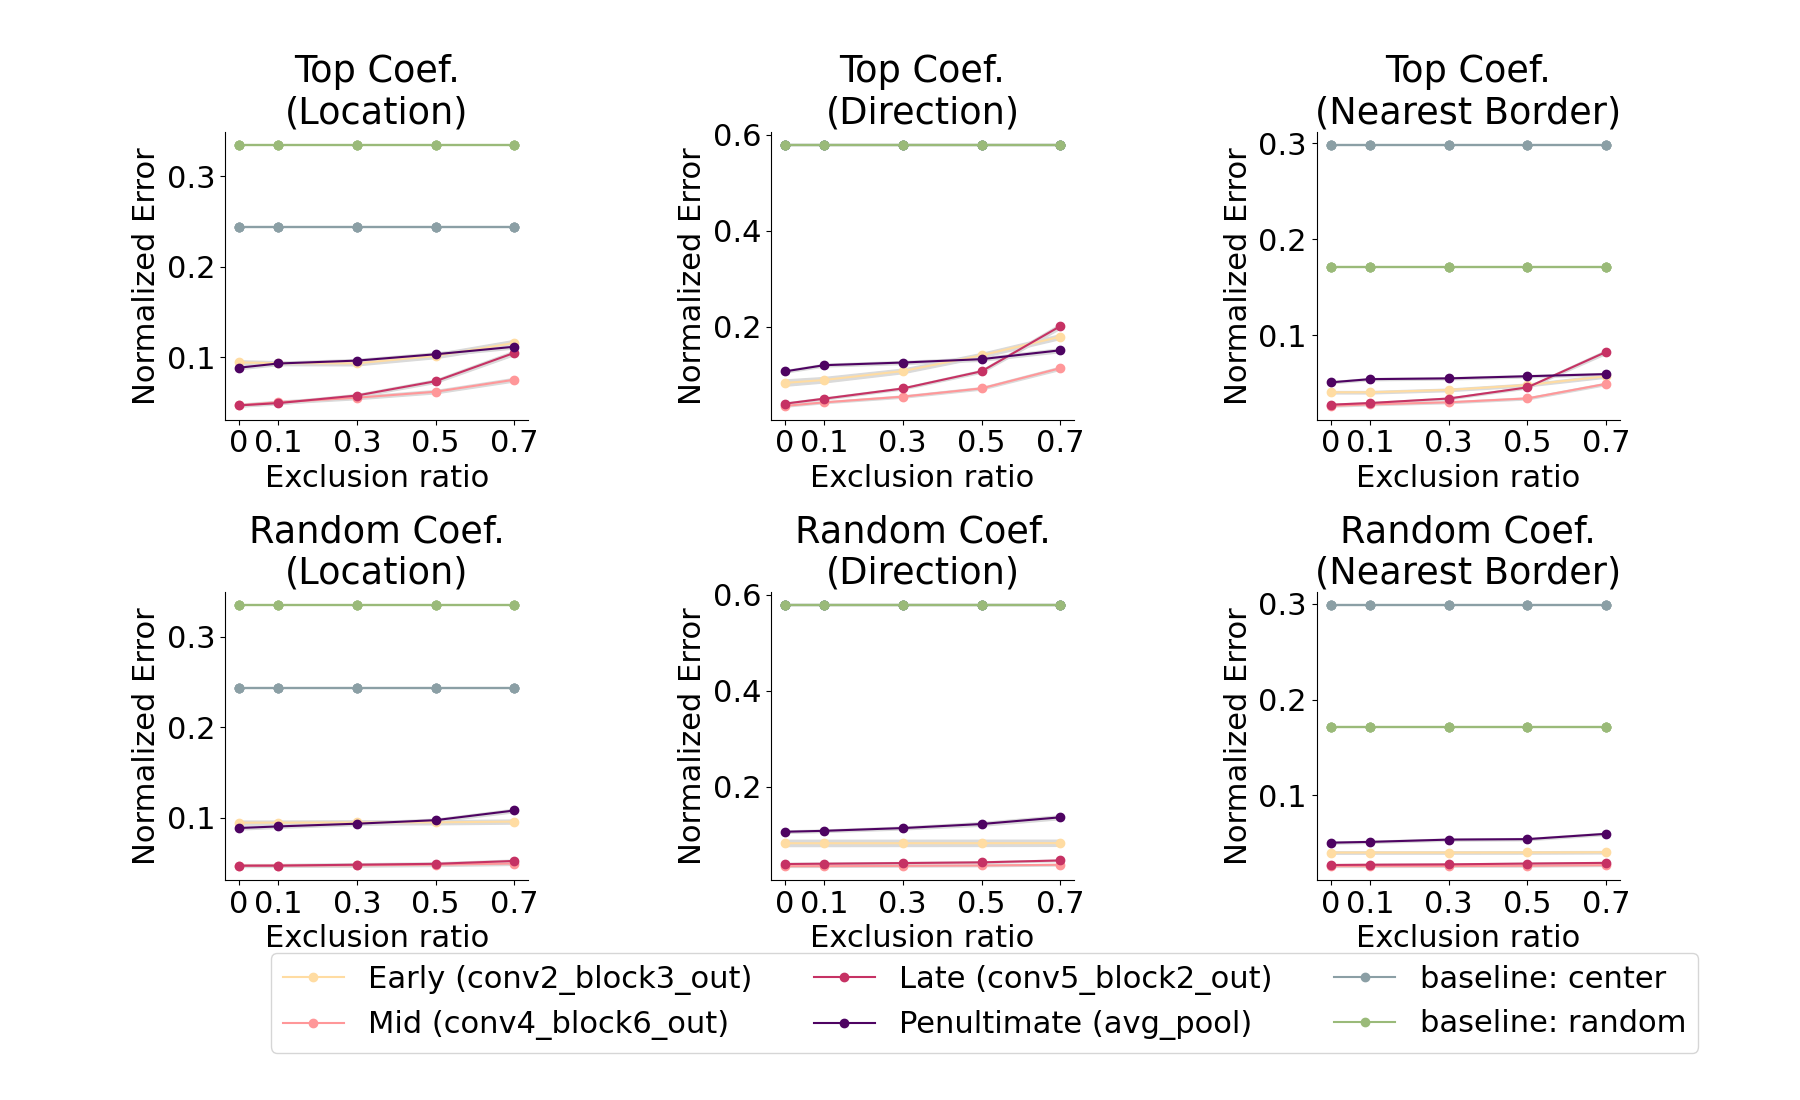 Top Coef.
(Location)
Normalized Error
0.3
0.2
0.1
0 0.1 0.3 0.5 0.7
Exclusion ratio
Top Coef.
(Direction)
Normalized Error
0.6
0.4
0.2
0 0.1 0.3 0.5 0.7
Exclusion ratio
Top Coef.
(Nearest Border)
Normalized Error
0.3
0.2
0.1
0 0.1 0.3 0.5 0.7
Exclusion ratio
Random Coef.
(Location)
Normalized Error
0.3
0.2
0.1
0 0.1 0.3 0.5 0.7
Exclusion ratio
Random Coef.
(Direction)
Normalized Error
0.6
0.4
0.2
0 0.1 0.3 0.5 0.7
Exclusion ratio
Random Coef.
(Nearest Border)
Normalized Error
0.3
0.2
0.1
0 0.1 0.3 0.5 0.7
Exclusion ratio
Early (conv2_block3_out)
Mid (conv4_block6_out)
Late (conv5_block2_out)
Penultimate (avg_pool)
baseline: center
baseline: random